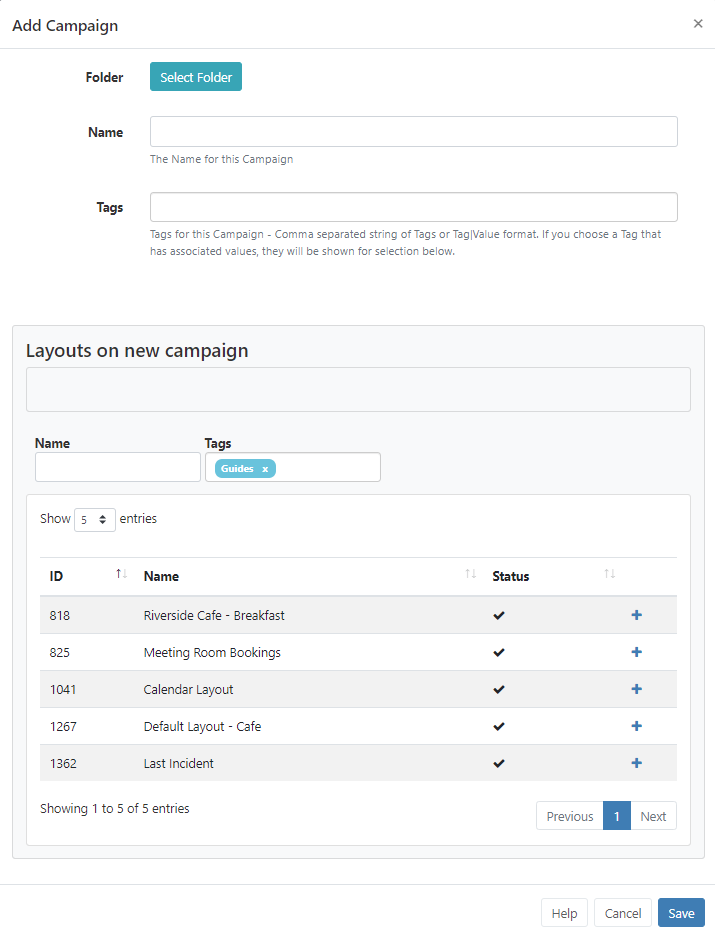 Add Campaign ×
Folder Select Folder
Name
The Name for this Campaign
Tags
Tags for this Campaign - Comma separated string of Tags or Tag|Value format. If you choose a Tag that
has associated values, they will be shown for selection below.
Layouts on new campaign
Name Tags
Guides x
Show 5 entries
ID Name Status
818 Riverside Cafe - Breakfast
825 Meeting Room Bookings
1041 Calendar Layout
1267 Default Layout - Cafe
1362 Last Incident
Showing 1 to 5 of 5 entries
Previous 1 Next
Help Cancel Save